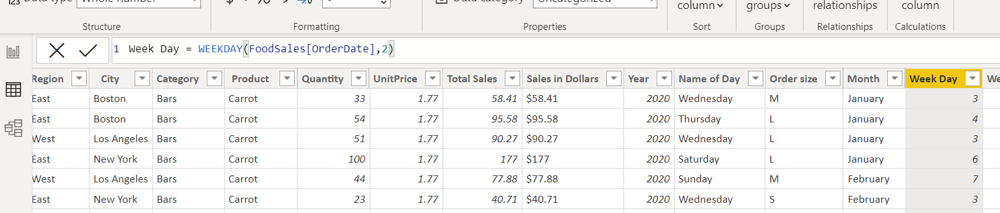 123 Data type Whole number $ % 9 .00 Data category Uncategorized column groups relationships column
Structure Formatting Properties Sort Groups Relationships Calculations
1 Week Day = WEEKDAY(FoodSales[OrderDate],2)
Region City Category Product Quantity UnitPrice Total Sales Sales in Dollars Year Name of Day Order size Month Week Day We
East Boston Bars Carrot 33 1.77 58.41 $58.41 2020 Wednesday M January 3
East Boston Bars Carrot 54 1.77 95.58 $95.58 2020 Thursday L January 4
West Los Angeles Bars Carrot 51 1.77 90.27 $90.27 2020 Wednesday L January 3
East New York Bars Carrot 100 1.77 177 $177 2020 Saturday L January 6
West Los Angeles Bars Carrot 44 1.77 77.88 $77.88 2020 Sunday M February 7
East New York Bars Carrot 23 1.77 40.71 $40.71 2020 Wednesday S February 3